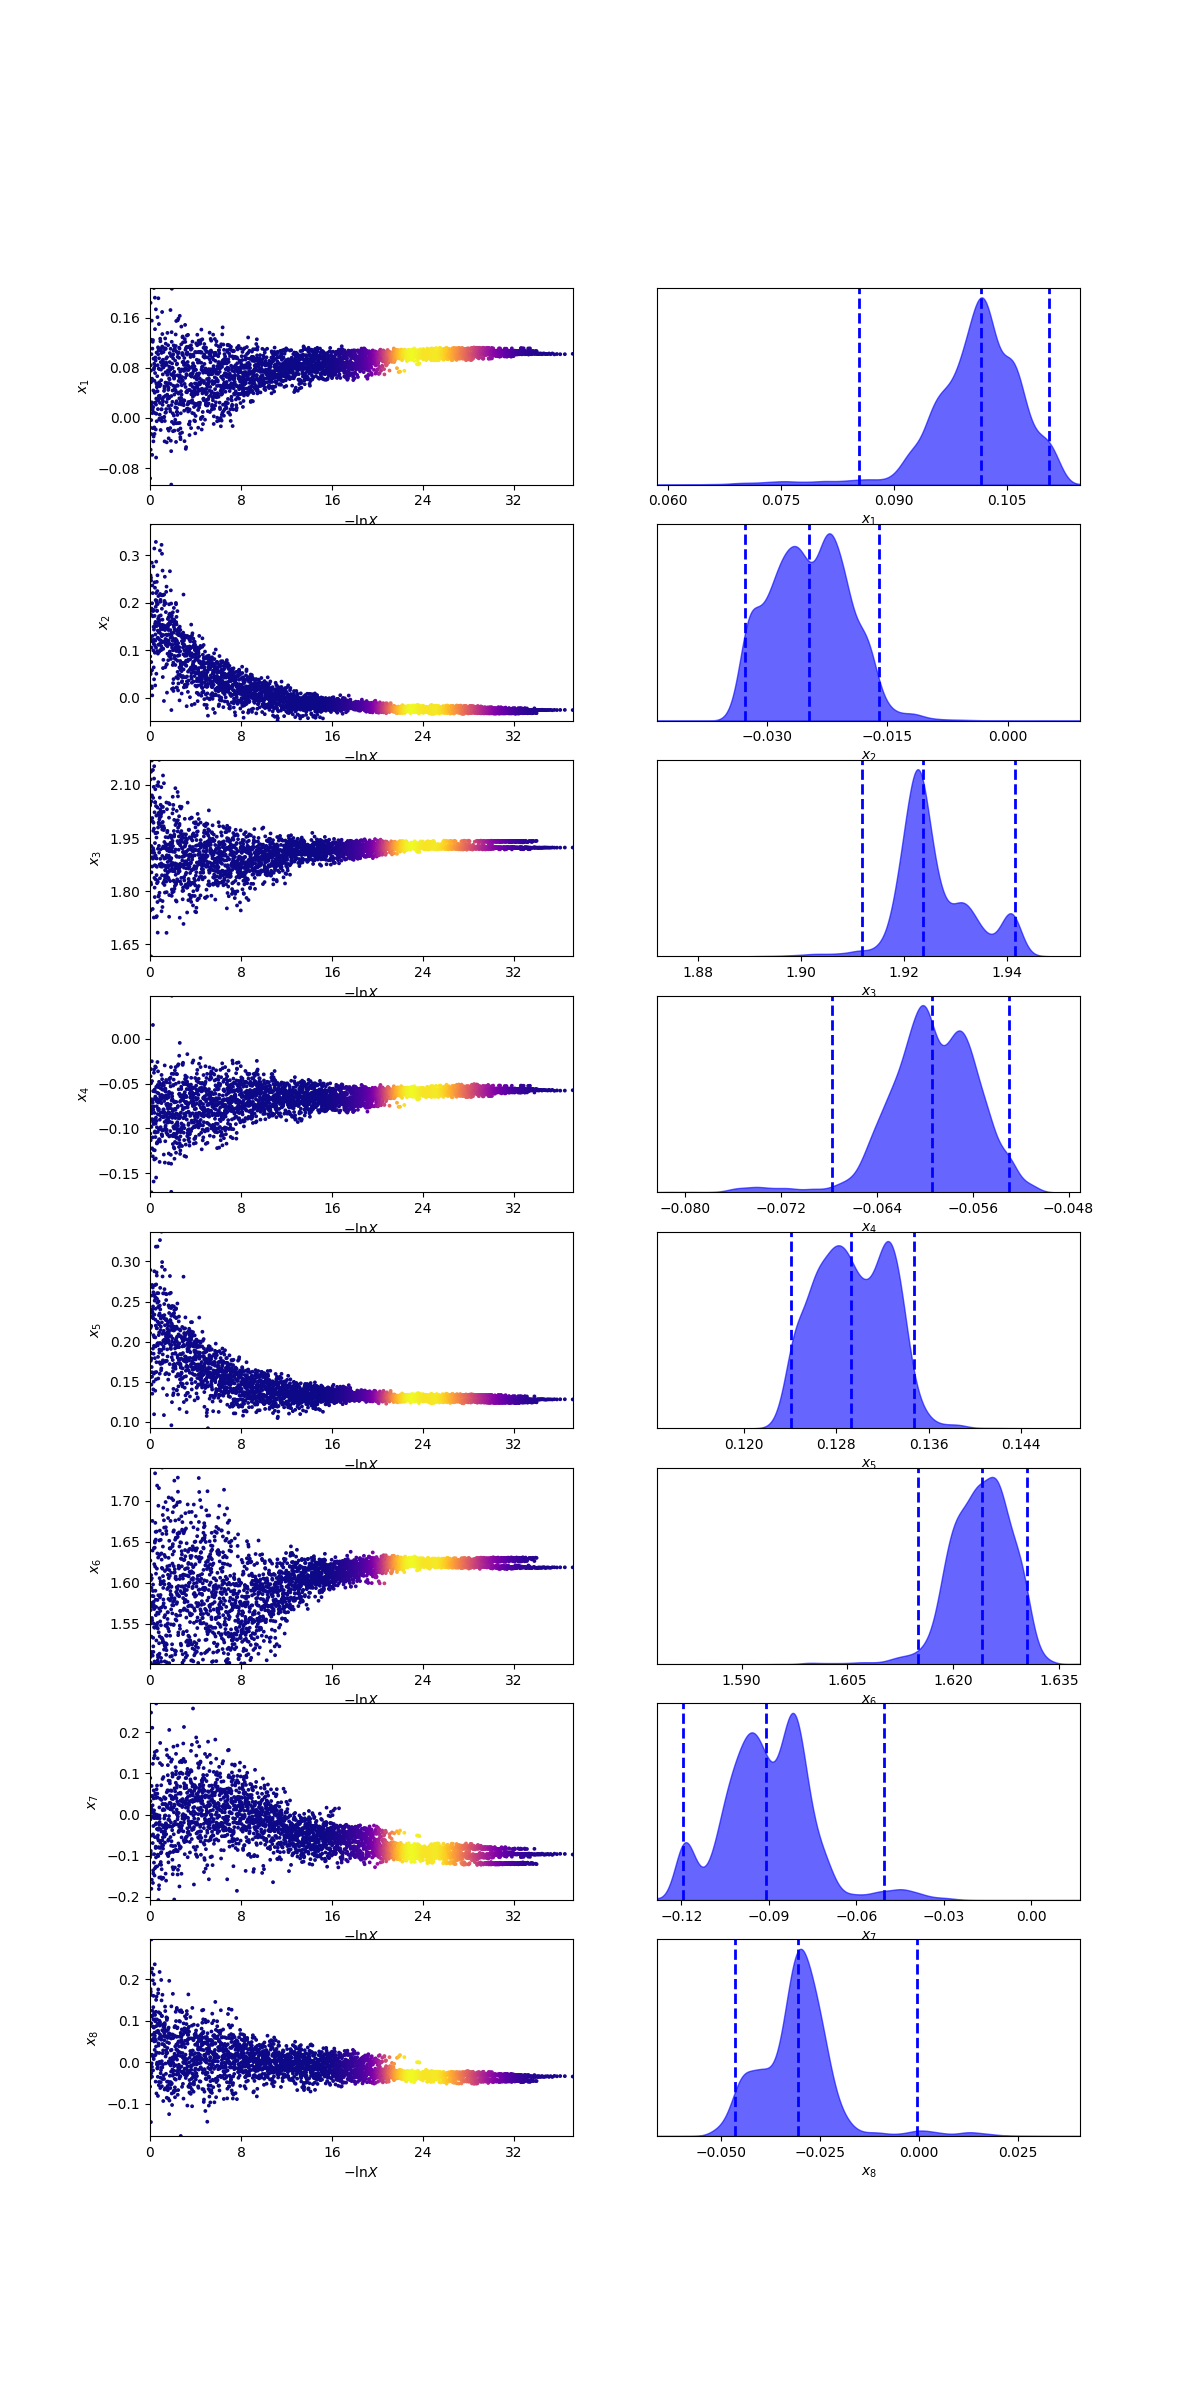 x₁
0.16
0.08
0.00
−0.08
0 8 16 24 32
−lnX
0.060 0.075 0.090 0.105
x₁
x₂
0.3
0.2
0.1
0.0
0 8 16 24 32
−lnX
−0.030 −0.015 0.000
x₂
x₃
2.10
1.95
1.80
1.65
0 8 16 24 32
−lnX
1.88 1.90 1.92 1.94
x₃
x₄
0.00
−0.05
−0.10
−0.15
0 8 16 24 32
−lnX
−0.080 −0.072 −0.064 −0.056 −0.048
x₄
x₅
0.30
0.25
0.20
0.15
0.10
0 8 16 24 32
−lnX
0.120 0.128 0.136 0.144
x₅
x₆
1.70
1.65
1.60
1.55
0 8 16 24 32
−lnX
1.590 1.605 1.620 1.635
x₆
x₇
0.2
0.1
0.0
−0.1
−0.2
0 8 16 24 32
−lnX
−0.12 −0.09 −0.06 −0.03 0.00
x₇
x₈
0.2
0.1
0.0
−0.1
0 8 16 24 32
−lnX
−0.050 −0.025 0.000 0.025
x₈